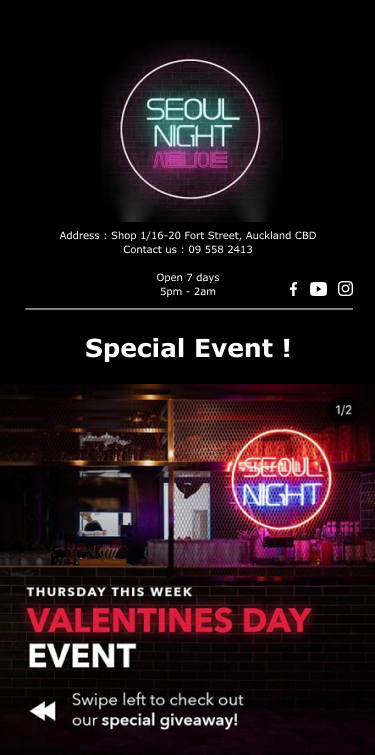 SEOUL
NIGHT
서울나이트
Address : Shop 1/16-20 Fort Street, Auckland CBD
Contact us : 09 558 2413
Open 7 days
5pm - 2am
Special Event !
1/2
SEOUL
NIGHT
THURSDAY THIS WEEK
VALENTINES DAY
EVENT
Swipe left to check out
our special giveaway!